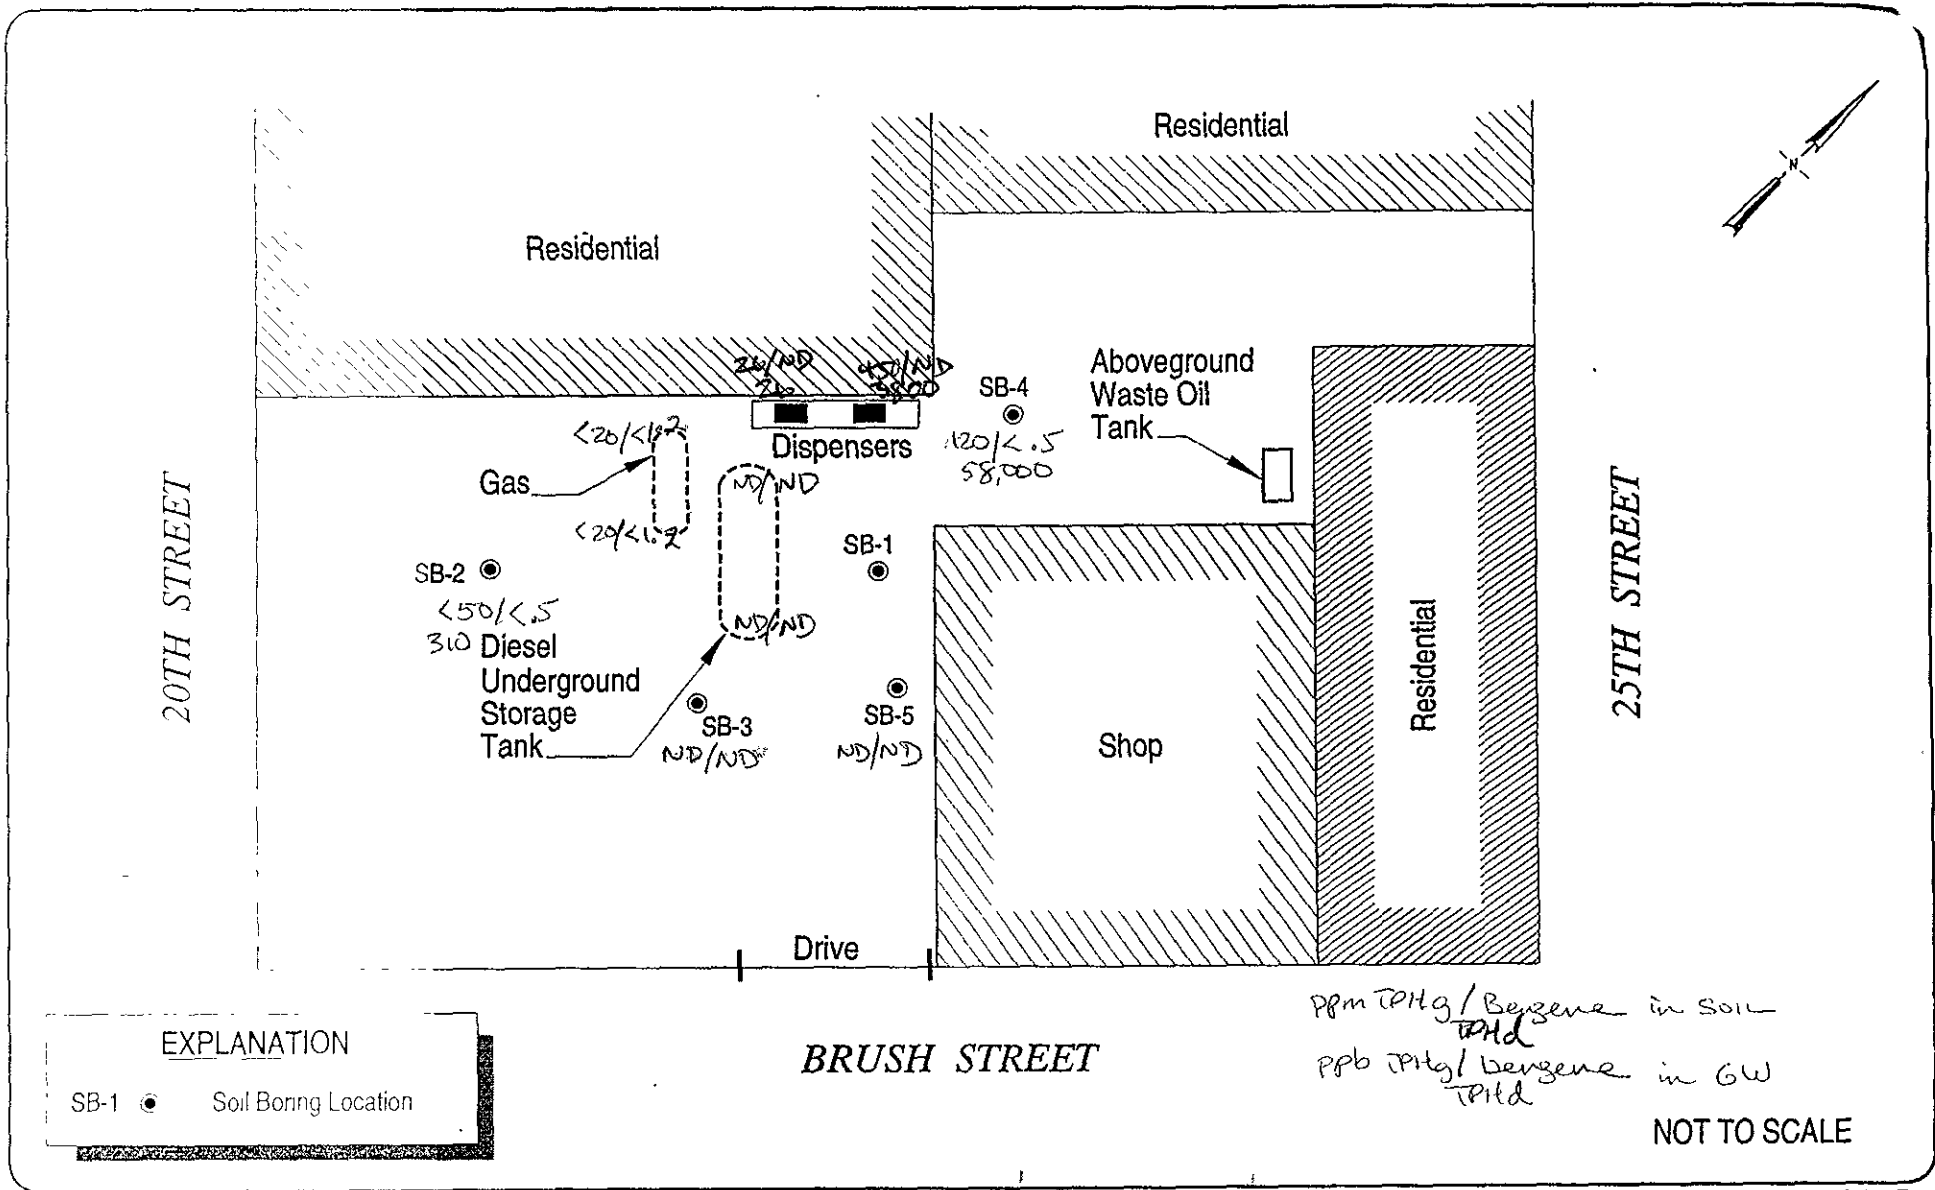 Residential
N
Residential
26/ND
26
450/ND
3800
SB-4
120/<.5
58,000
Aboveground
Waste Oil
Tank
<20/<1.2
Dispensers
Gas
ND/ND
<20/<1.2
SB-1
SB-2
<50/<.5
310
ND/ND
Diesel
Underground
Storage
Tank
SB-3
ND/ND
SB-5
ND/ND
Shop
Residential
20TH STREET
25TH STREET
Drive
BRUSH STREET
EXPLANATION
SB-1 Soil Boring Location
ppm TPHg/Benzene in Soil
TPHd
ppb TPHg/benzene in GW
TPHd
NOT TO SCALE